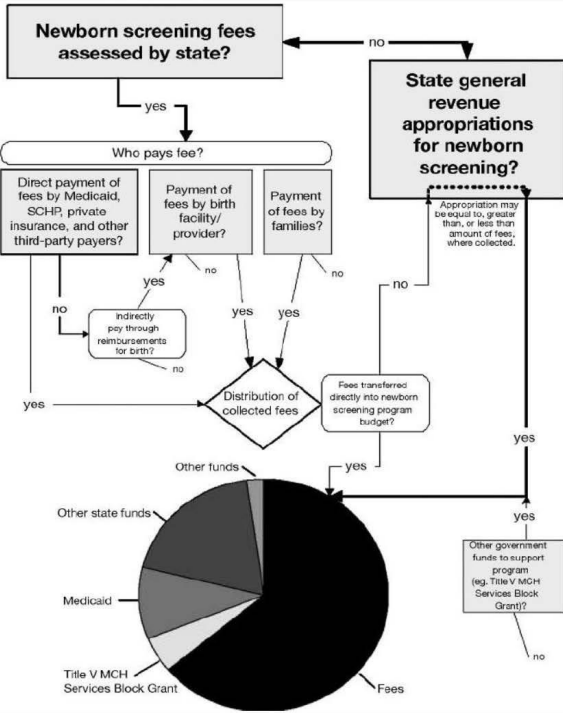 Newborn screening fees
assessed by state?
no
yes
State general
revenue
appropriations
for newborn
screening?
Who pays fee?
Direct payment of
fees by Medicaid,
SCHP, private
insurance, and other
third-party payers?
Payment of
fees by birth
facility/
provider?
Payment
of fees by
families?
Appropriation may
be equal to, greater
than, or less than
amount of fees,
where collected.
no
no
yes
no
no
Indirectly
pay through
reimbursements
for birth?
no
yes
yes
yes
Distribution of
collected fees
Fees transferred
directly into newborn
screening program
budget?
yes
yes
Other funds
Other state funds
Medicaid
Title V MCH
Services Block Grant
Fees
yes
Other government
funds to support
program
(eg. Title V MCH
Services Block
Grant)?
no